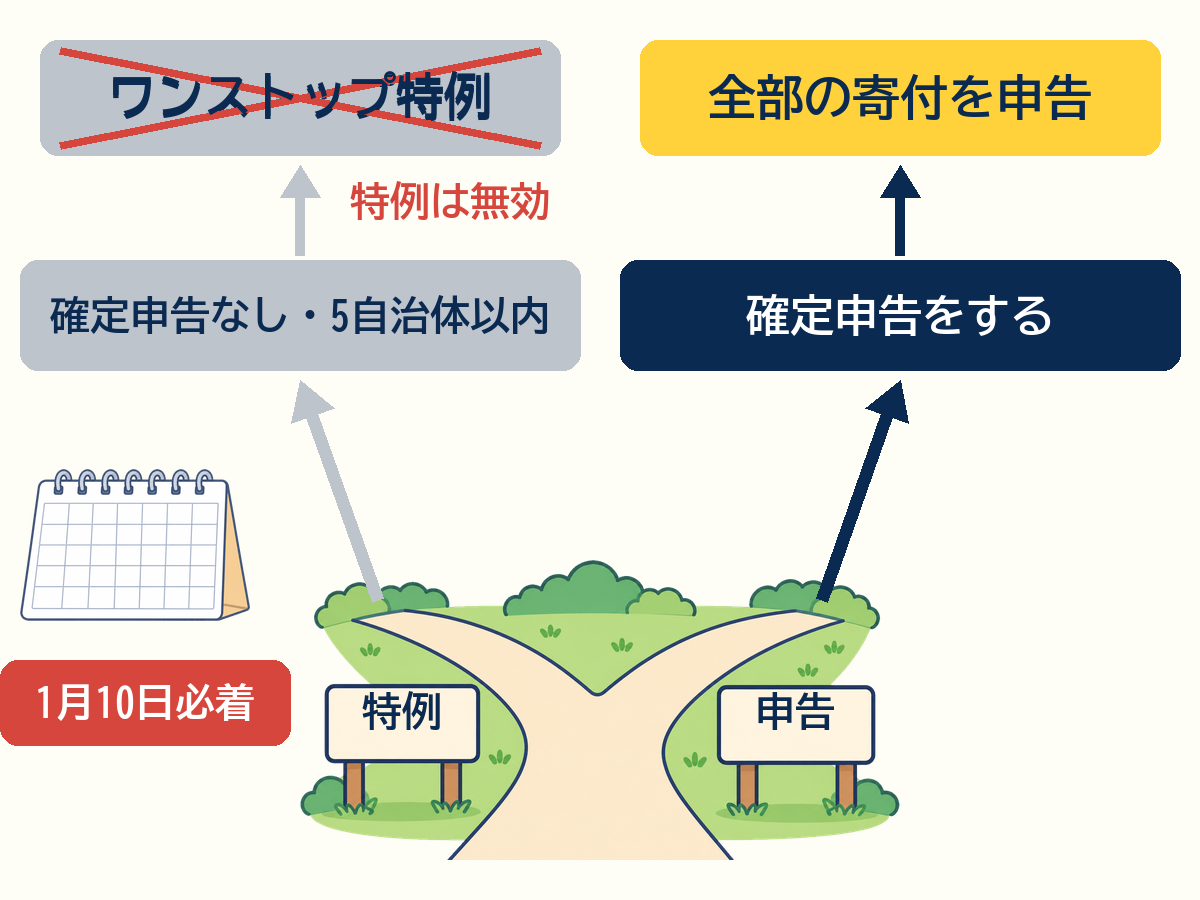 ワンストップ特例
全部の寄付を申告
特例は無効
確定申告なし・5自治体以内
確定申告をする
1月10日必着
特例
申告